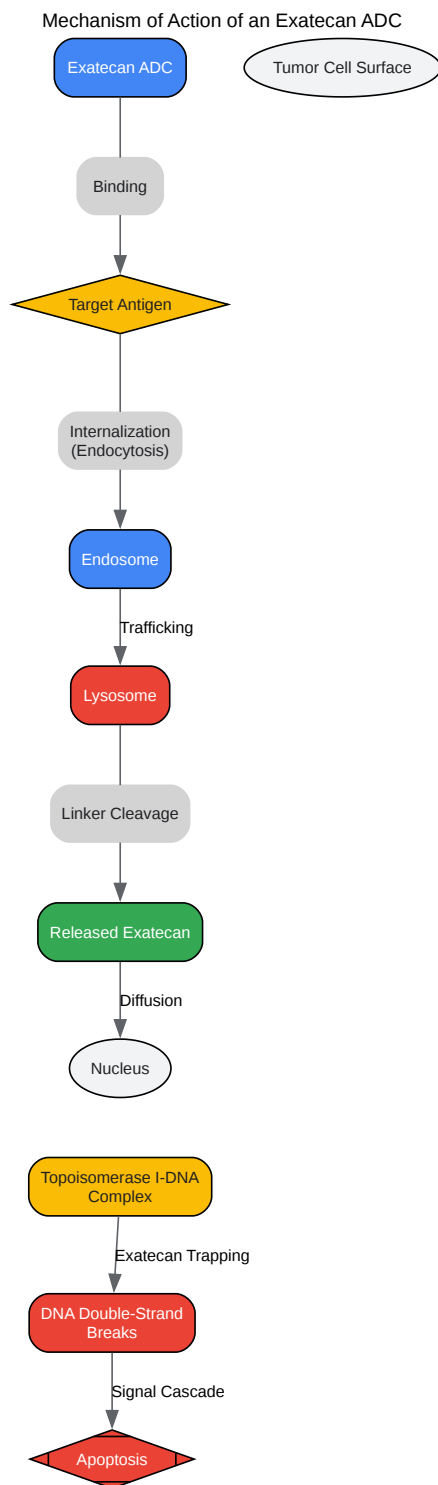 Mechanism of Action of an Exatecan ADC
Exatecan ADC
Tumor Cell Surface
Binding
Target Antigen
Internalization
(Endocytosis)
Endosome
Trafficking
Lysosome
Linker Cleavage
Released Exatecan
Diffusion
Nucleus
Topoisomerase I-DNA
Complex
Exatecan Trapping
DNA Double-Strand
Breaks
Signal Cascade
Apoptosis